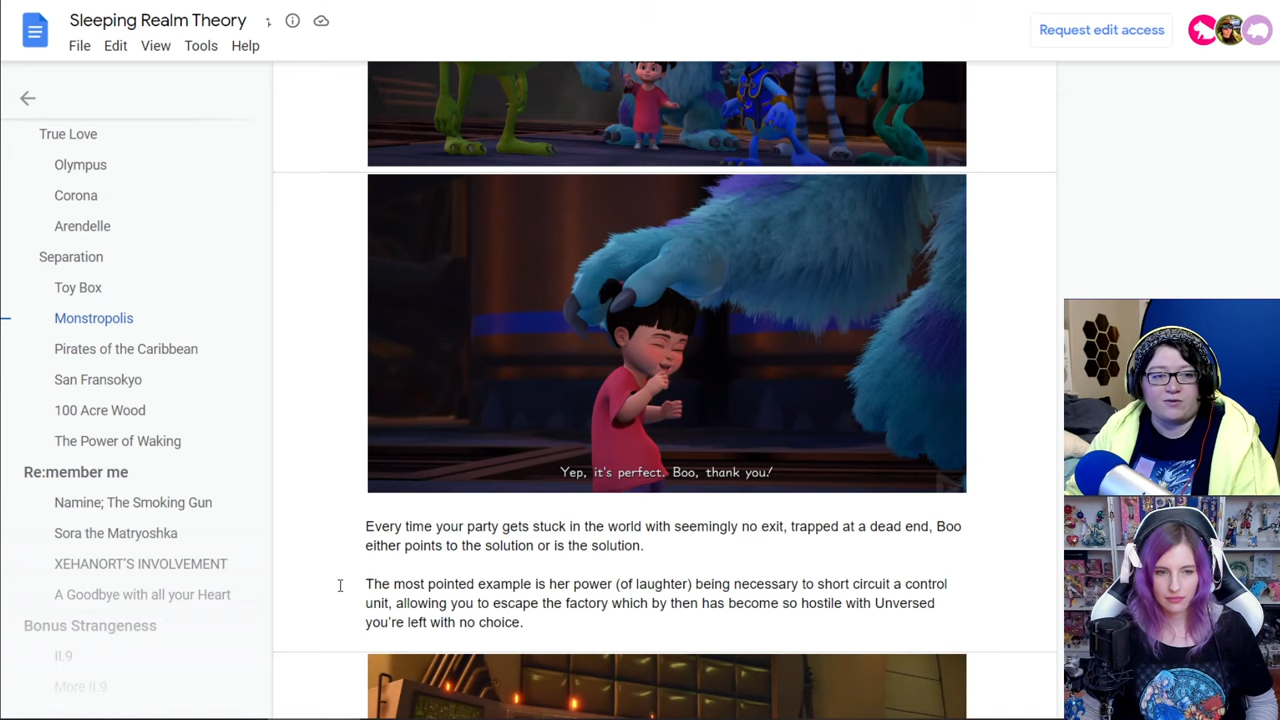 Sleeping Realm Theory
File Edit View Tools Help
Request edit access
True Love
Olympus
Corona
Arendelle
Separation
Toy Box
Monstropolis
Pirates of the Caribbean
San Fransokyo
100 Acre Wood
The Power of Waking
Re:member me
Namine; The Smoking Gun
Sora the Matryoshka
XEHANORT'S INVOLVEMENT
A Goodbye with all your Heart
Bonus Strangeness
II.9
More II.9
Yep, it's perfect. Boo, thank you!
Every time your party gets stuck in the world with seemingly no exit, trapped at a dead end, Boo
either points to the solution or is the solution.
The most pointed example is her power (of laughter) being necessary to short circuit a control
unit, allowing you to escape the factory which by then has become so hostile with Unversed
you're left with no choice.